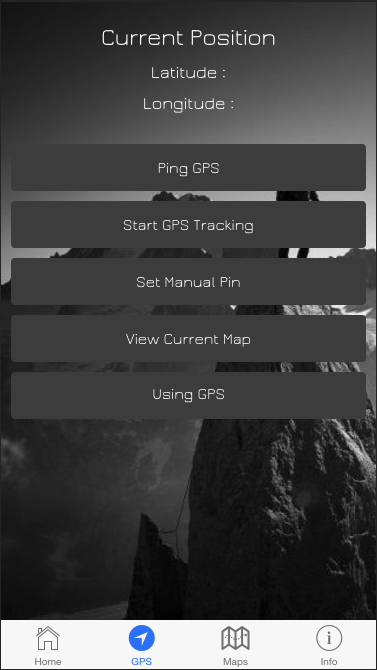 Current Position
Latitude :
Longitude :
Ping GPS
Start GPS Tracking
Set Manual Pin
View Current Map
Using GPS
Home GPS Maps Info